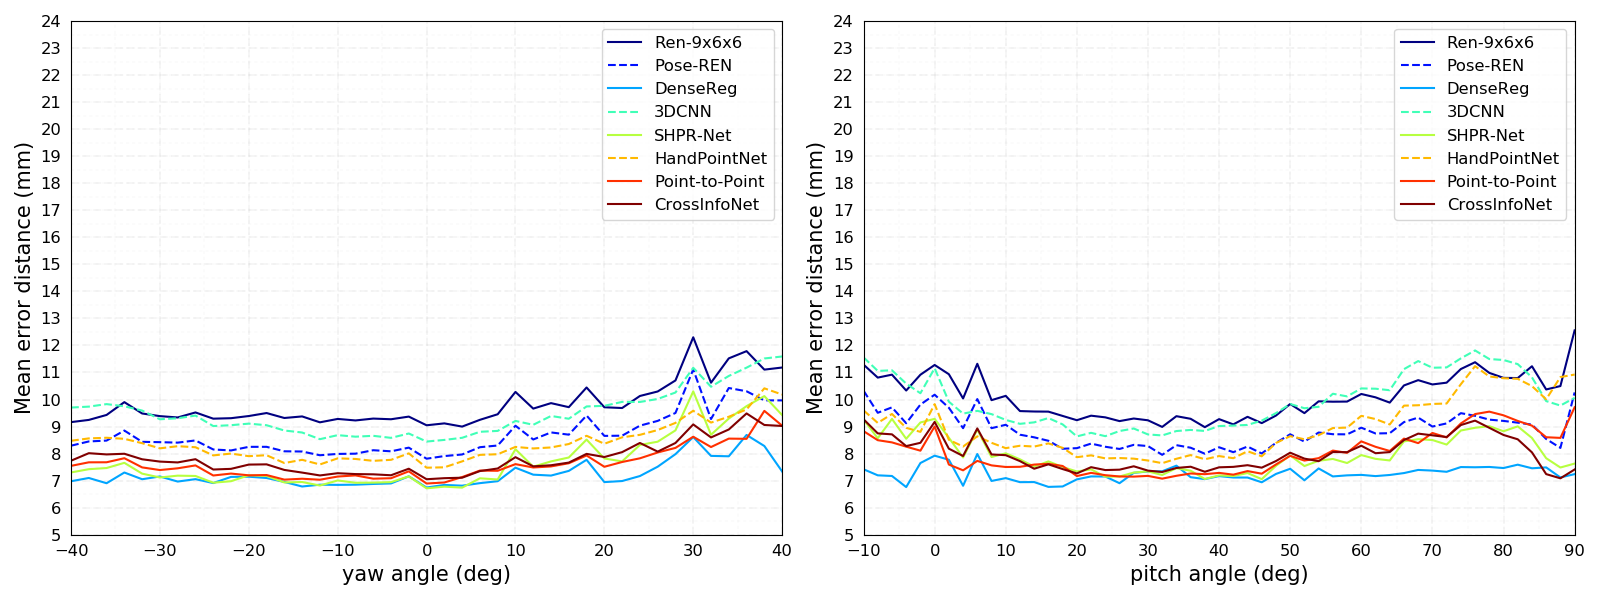 24
23
22
21
20
19
18
17
16
15
14
13
12
11
10
9
8
7
6
5
Mean error distance (mm)
−40 −30 −20 −10 0 10 20 30 40
yaw angle (deg)
Ren-9x6x6
Pose-REN
DenseReg
3DCNN
SHPR-Net
HandPointNet
Point-to-Point
CrossInfoNet
24
23
22
21
20
19
18
17
16
15
14
13
12
11
10
9
8
7
6
5
Mean error distance (mm)
−10 0 10 20 30 40 50 60 70 80 90
pitch angle (deg)
Ren-9x6x6
Pose-REN
DenseReg
3DCNN
SHPR-Net
HandPointNet
Point-to-Point
CrossInfoNet